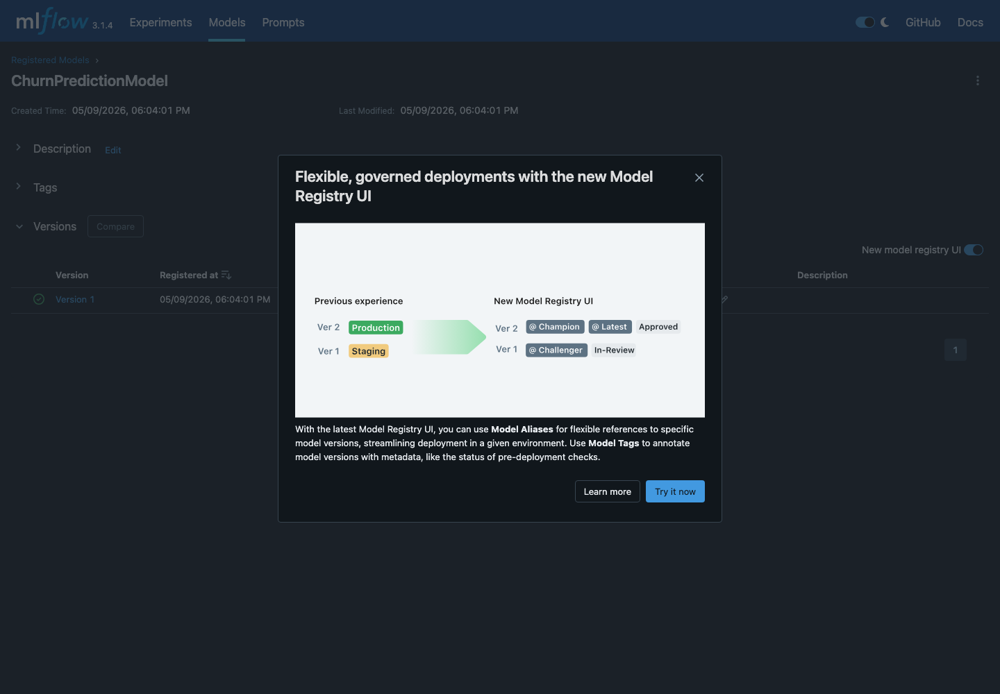 mlflow 3.1.4 Experiments Models Prompts GitHub Docs
Registered Models ›
ChurnPredictionModel
Created Time: 05/09/2026, 06:04:01 PM Last Modified: 05/09/2026, 06:04:01 PM
Description Edit
Tags
Versions Compare
New model registry UI
Version Registered at Description
Version 1 05/09/2026, 06:04:01 PM
1
Flexible, governed deployments with the new Model
Registry UI
Previous experience New Model Registry UI
Ver 2 Production Ver 2 @ Champion @ Latest Approved
Ver 1 Staging Ver 1 @ Challenger In-Review
With the latest Model Registry UI, you can use Model Aliases for flexible references to specific
model versions, streamlining deployment in a given environment. Use Model Tags to annotate
model versions with metadata, like the status of pre-deployment checks.
Learn more Try it now